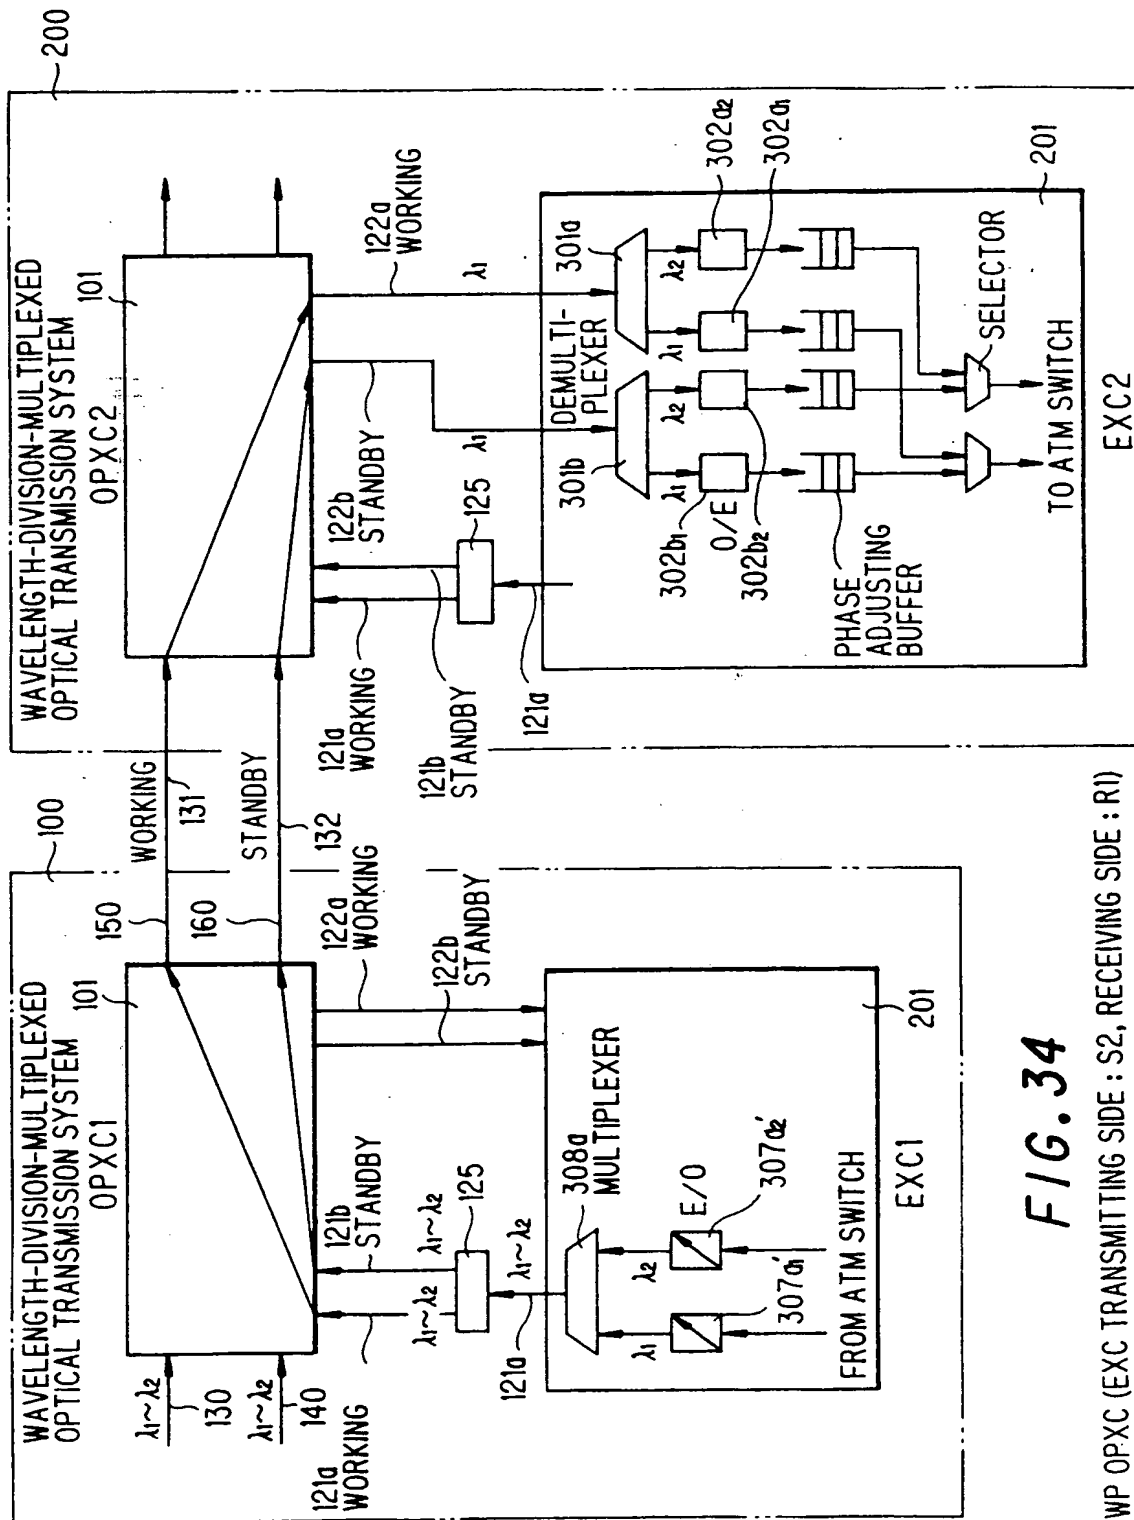 WAVELENGTH-DIVISION-MULTIPLEXED
OPTICAL TRANSMISSION SYSTEM
OPXC1
101
100
λ1~λ2
130
λ1~λ2
140
150
160
WORKING
131
STANDBY
132
121a
WORKING
121b
STANDBY
λ1~λ2
λ1~λ2
125
λ1~λ2
121a
122a
WORKING
122b
STANDBY
308a
MULTIPLEXER
λ1
λ2
E/O
307a1'
307a2'
FROM ATM SWITCH
201
EXC1
WAVELENGTH-DIVISION-MULTIPLEXED
OPTICAL TRANSMISSION SYSTEM
OPXC2
101
200
121a
WORKING
121b
STANDBY
125
121a
122b
STANDBY
122a
WORKING
λ1
λ1
DEMULTI-
PLEXER
301b
301a
λ1
λ2
λ1
λ2
302b1
O/E
302b2
302a2
302a1
PHASE
ADJUSTING
BUFFER
SELECTOR
TO ATM SWITCH
201
EXC2
FIG. 34
WP OPXC (EXC TRANSMITTING SIDE : S2, RECEIVING SIDE : R1)